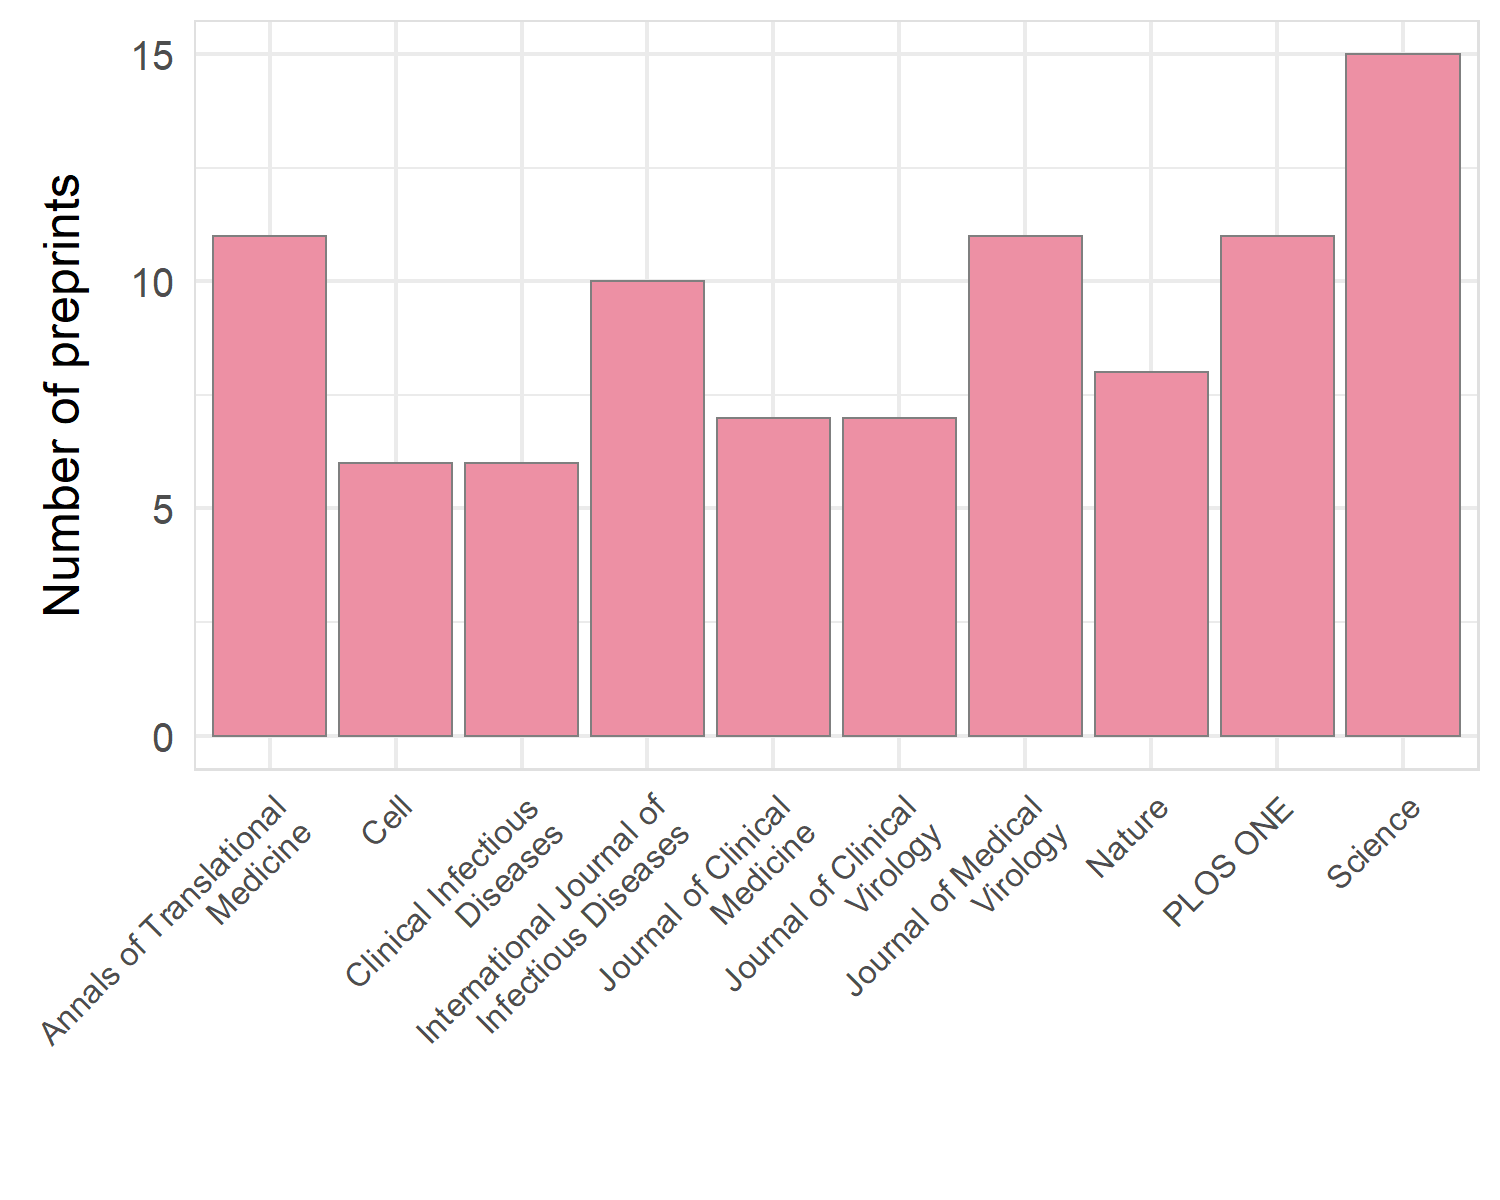 Number of preprints
15
10
5
0
Annals of Translational
Medicine
Cell
Clinical Infectious
Diseases
International Journal of
Infectious Diseases
Journal of Clinical
Medicine
Journal of Clinical
Virology
Journal of Medical
Virology
Nature
PLOS ONE
Science